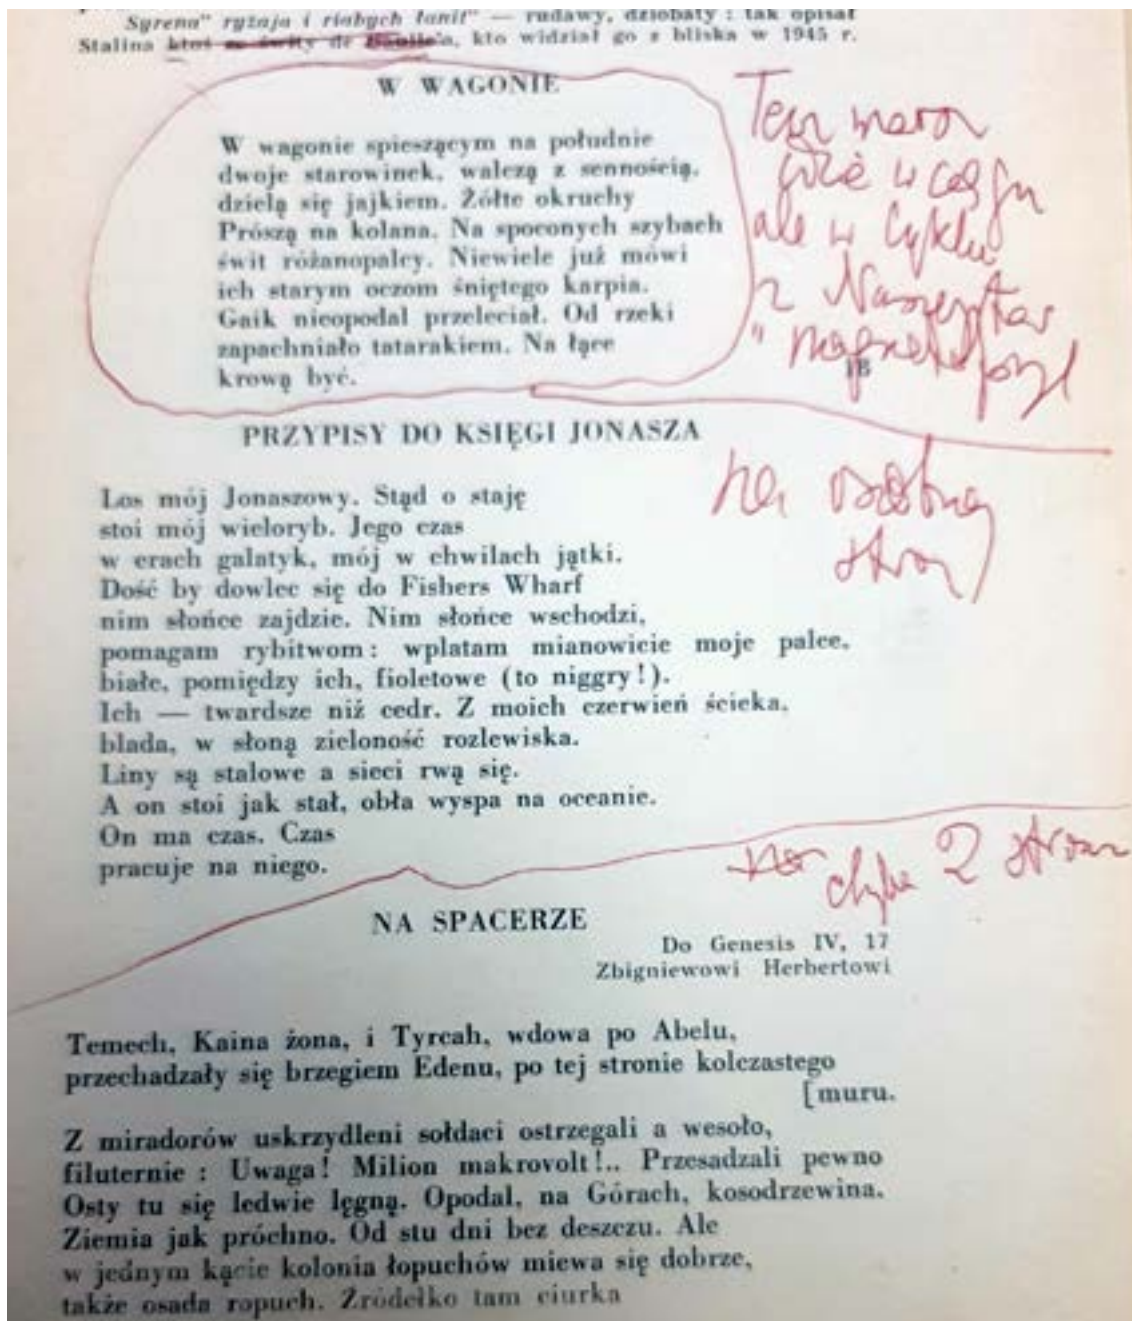 Syrena" ryżaja i riabych łanit" — rudawy, dziobaty : tak opisał
Stalina ktoś ze świty de kto widział go z bliska w 1945 r.
W WAGONIE
W wagonie spieszącym na południe
dwoje starowinek, walczą z sennością,
dzielą się jajkiem. Żółte okruchy
Prószą na kolana. Na spoconych szybach
świt różanopalcy. Niewiele już mówi
ich starym oczom śniętego karpia.
Gaik nieopodal przeleciał. Od rzeki
zapachniało tatarakiem. Na łące
krową być.
Ten
w
ale w cyklu
z
"
18
PRZYPISY DO KSIĘGI JONASZA
Los mój Jonaszowy. Stąd o staję
stoi mój wieloryb. Jego czas
w erach galatyk, mój w chwilach jątki.
Dość by dowlec się do Fishers Wharf
nim słońce zajdzie. Nim słońce wschodzi,
pomagam rybitwom : wplatam mianowicie moje palce,
białe, pomiędzy ich, fioletowe (to niggry !).
Ich — twardsze niż cedr. Z moich czerwień ścieka,
blada, w słoną zieloność rozlewiska.
Liny są stalowe a sieci rwą się.
A on stoi jak stał, obła wyspa na oceanie.
On ma czas. Czas
pracuje na niego.
na osobnej
stron
chyba 2 stron
NA SPACERZE
Do Genesis IV, 17
Zbigniewowi Herbertowi
Temech, Kaina żona, i Tyrcah, wdowa po Abelu,
przechadzały się brzegiem Edenu, po tej stronie kolczastego
[muru.
Z miradorów uskrzydleni sołdaci ostrzegali a wesoło,
filuternie : Uwaga! Milion makrovolt !.. Przesadzali pewno
Osty tu się ledwie lęgną. Opodal, na Górach, kosodrzewina.
Ziemia jak próchno. Od stu dni bez deszczu. Ale
w jednym kącie kolonia łopuchów miewa się dobrze,
także osada ropuch. Źródełko tam ciurka